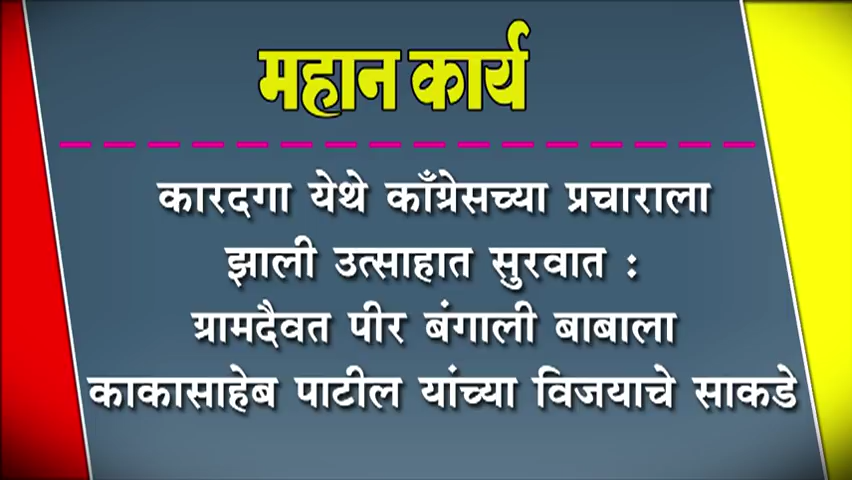 महान कार्य
कारदगा येथे काँग्रेसच्या प्रचाराला
झाली उत्साहात सुरवात :
ग्रामदैवत पीर बंगाली बाबाला
काकासाहेब पाटील यांच्या विजयाचे साकडे